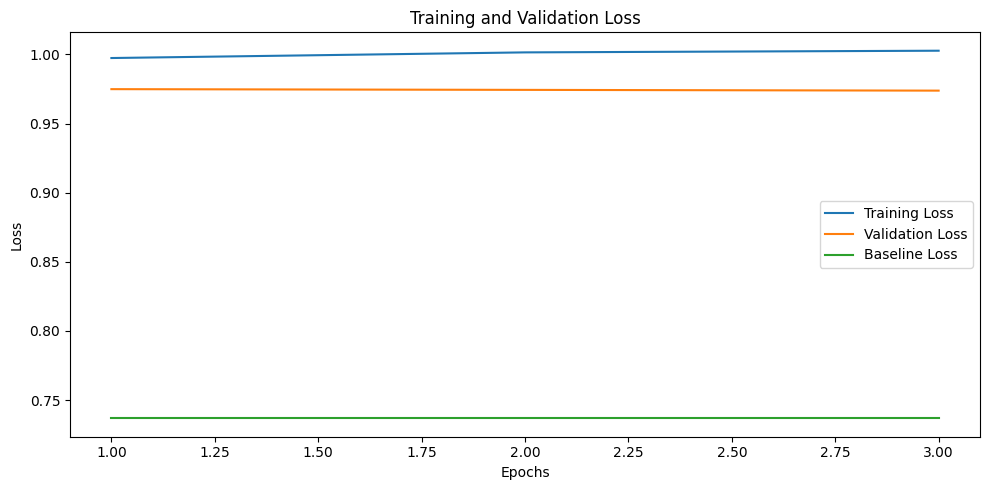 Training and Validation Loss
1.00
0.95
0.90
0.85
0.80
0.75
Loss
Training Loss
Validation Loss
Baseline Loss
1.00 1.25 1.50 1.75 2.00 2.25 2.50 2.75 3.00
Epochs